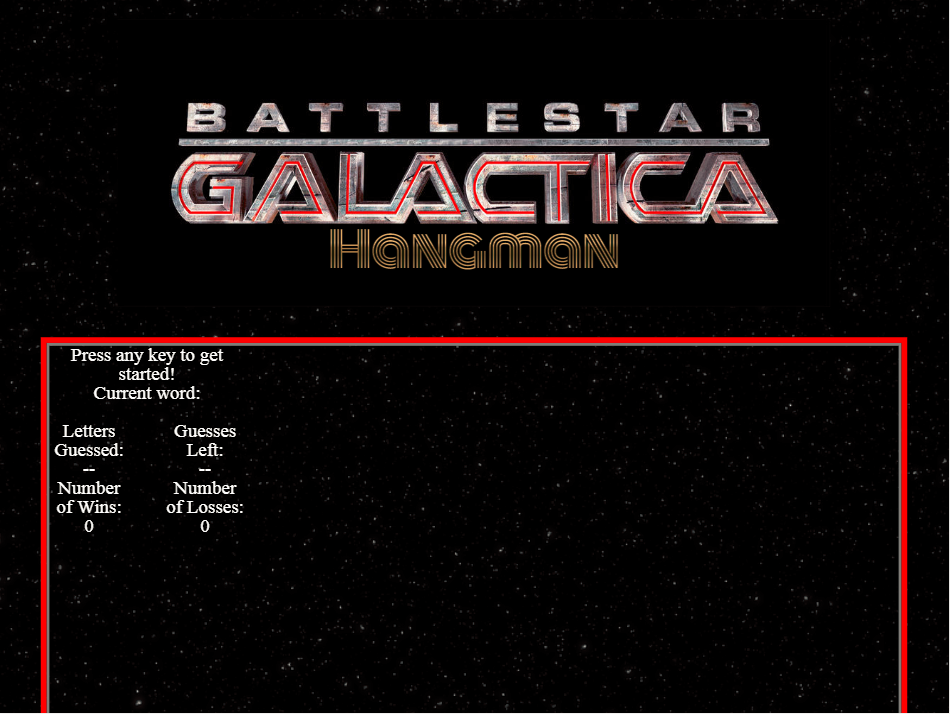 BATTLESTAR
GALACTICA
Hangman
Press any key to get
started!
Current word:
Letters Guesses
Guessed: Left:
-- --
Number Number
of Wins: of Losses:
0 0